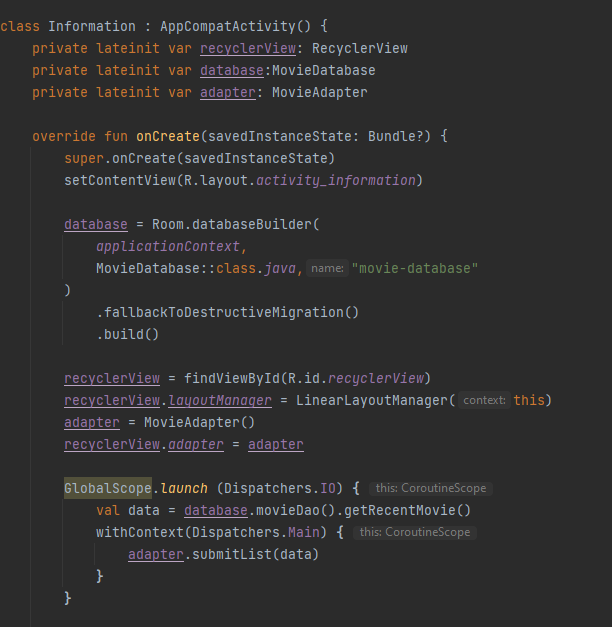 class Information : AppCompatActivity() {
    private lateinit var recyclerView: RecyclerView
    private lateinit var database:MovieDatabase
    private lateinit var adapter: MovieAdapter
    override fun onCreate(savedInstanceState: Bundle?) {
        super.onCreate(savedInstanceState)
        setContentView(R.layout.activity_information)
        database = Room.databaseBuilder(
            applicationContext,
            MovieDatabase::class.java, name: "movie-database"
        )
            .fallbackToDestructiveMigration()
            .build()
        recyclerView = findViewById(R.id.recyclerView)
        recyclerView.layoutManager = LinearLayoutManager( context: this)
        adapter = MovieAdapter()
        recyclerView.adapter = adapter
        GlobalScope.launch (Dispatchers.IO) { this: CoroutineScope
            val data = database.movieDao().getRecentMovie()
            withContext(Dispatchers.Main) { this: CoroutineScope
                adapter.submitList(data)
            }
        }